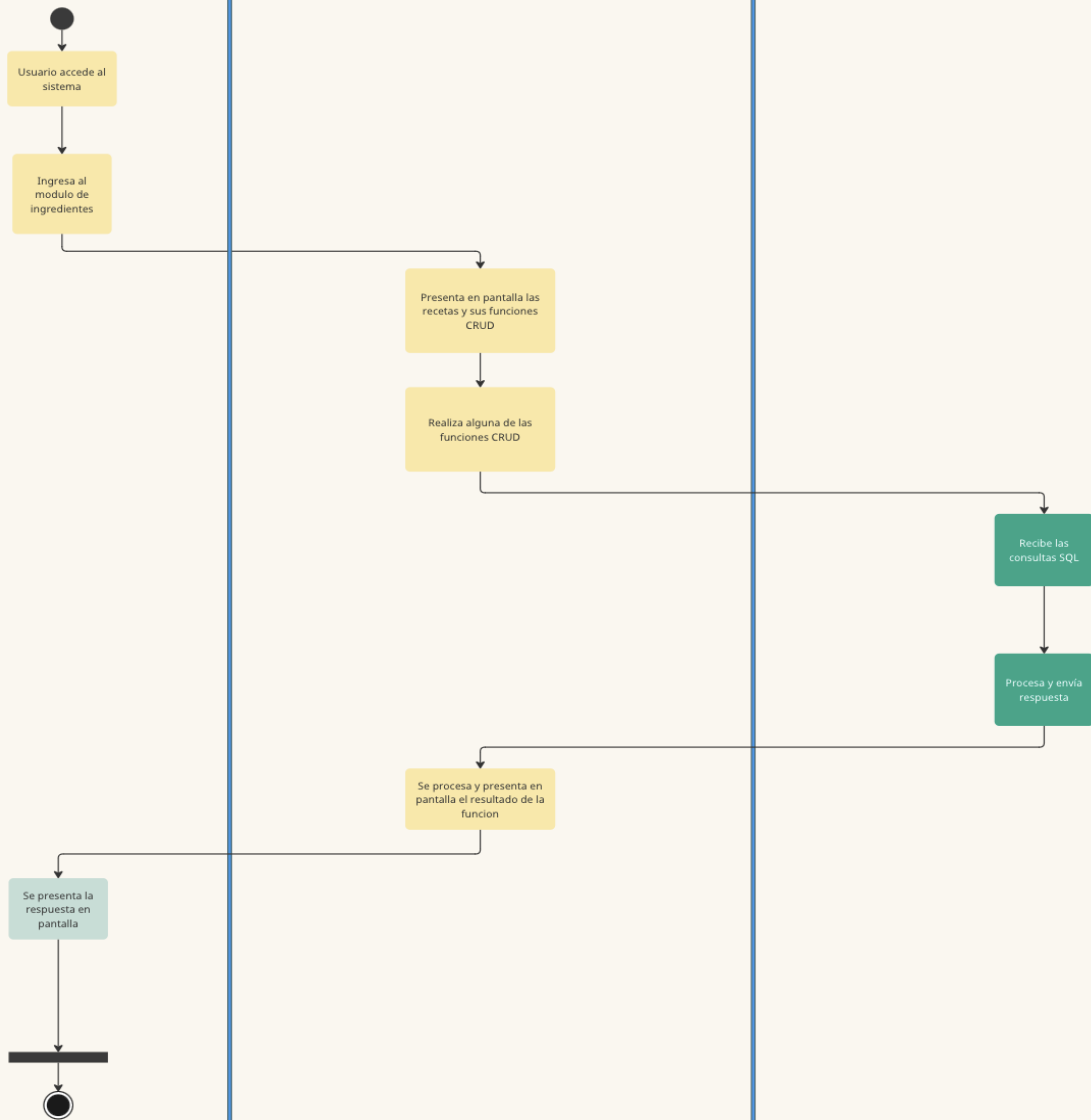 Usuario accede al
sistema
Ingresa al
modulo de
ingredientes
Presenta en pantalla las
recetas y sus funciones
CRUD
Realiza alguna de las
funciones CRUD
Recibe las
consultas SQL
Procesa y envía
respuesta
Se procesa y presenta en
pantalla el resultado de la
funcion
Se presenta la
respuesta en
pantalla